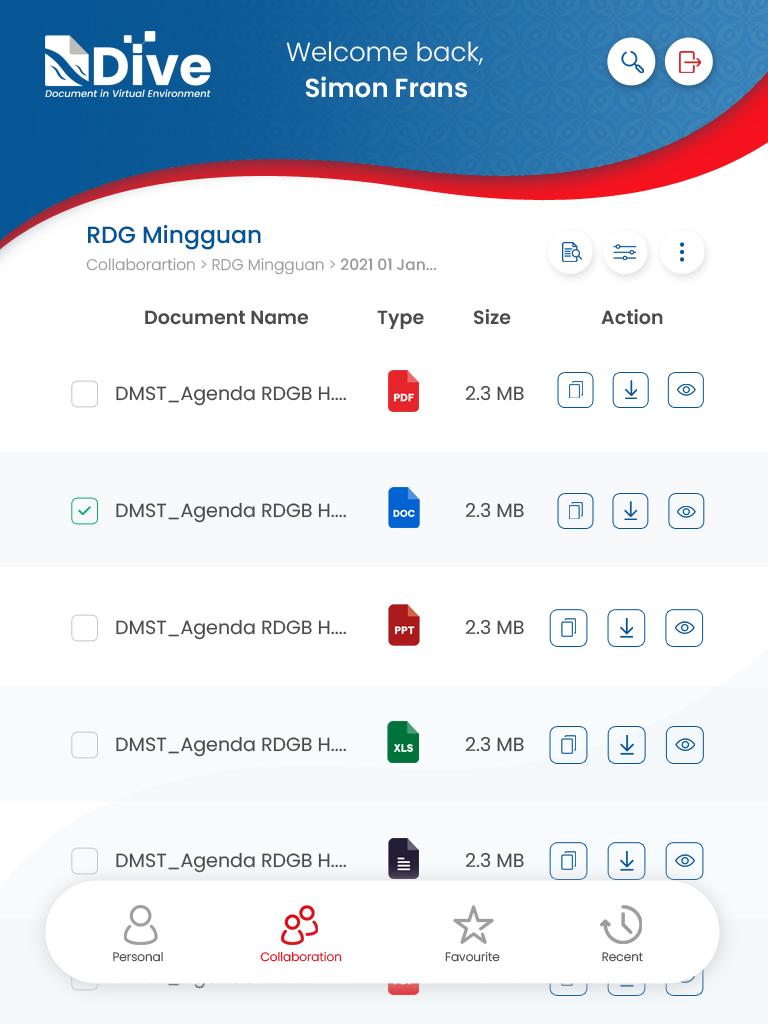 Dive
Document in Virtual Environment
Welcome back,
Simon Frans
RDG Mingguan
Collaborartion > RDG Mingguan > 2021 01 Jan...
Document Name Type Size Action
DMST_Agenda RDGB H.... PDF 2.3 MB
DMST_Agenda RDGB H.... DOC 2.3 MB
DMST_Agenda RDGB H.... PPT 2.3 MB
DMST_Agenda RDGB H.... XLS 2.3 MB
DMST_Agenda RDGB H.... 2.3 MB
Personal Collaboration Favourite Recent